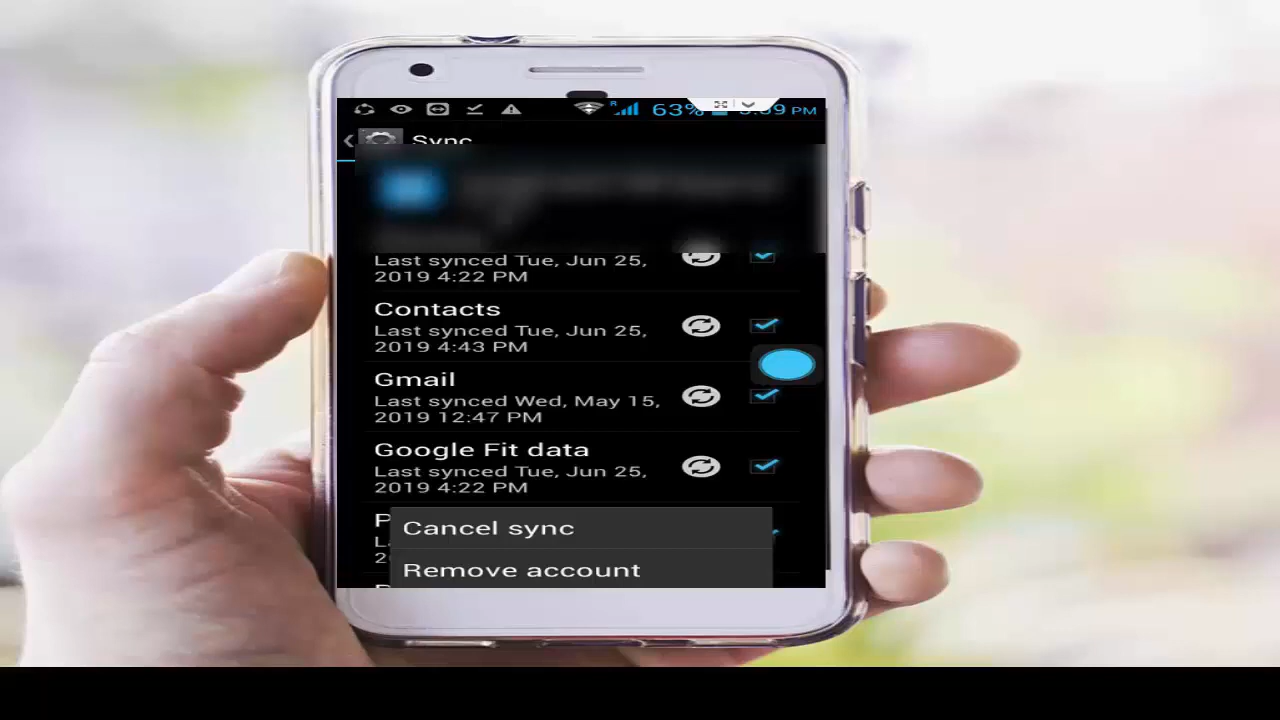 63%
PM
Sync
Last synced Tue, Jun 25,
2019 4:22 PM
Contacts
Last synced Tue, Jun 25,
2019 4:43 PM
Gmail
Last synced Wed, May 15,
2019 12:47 PM
Google Fit data
Last synced Tue, Jun 25,
2019 4:22 PM
Cancel sync
Remove account